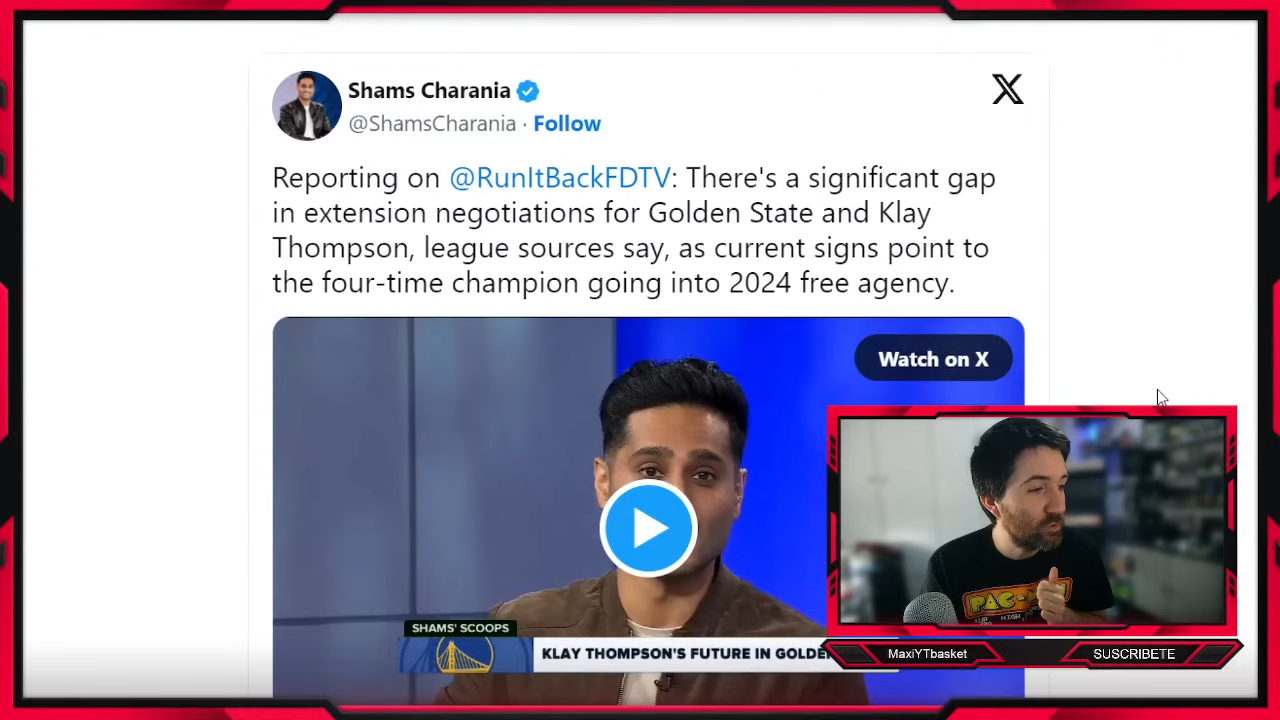 Shams Charania
@ShamsCharania · Follow
Reporting on @RunItBackFDTV: There's a significant gap
in extension negotiations for Golden State and Klay
Thompson, league sources say, as current signs point to
the four-time champion going into 2024 free agency.
Watch on X
PAC-MAN
SHAMS' SCOOPS
KLAY THOMPSON'S FUTURE IN
MaxiYTbasket
SUSCRIBETE